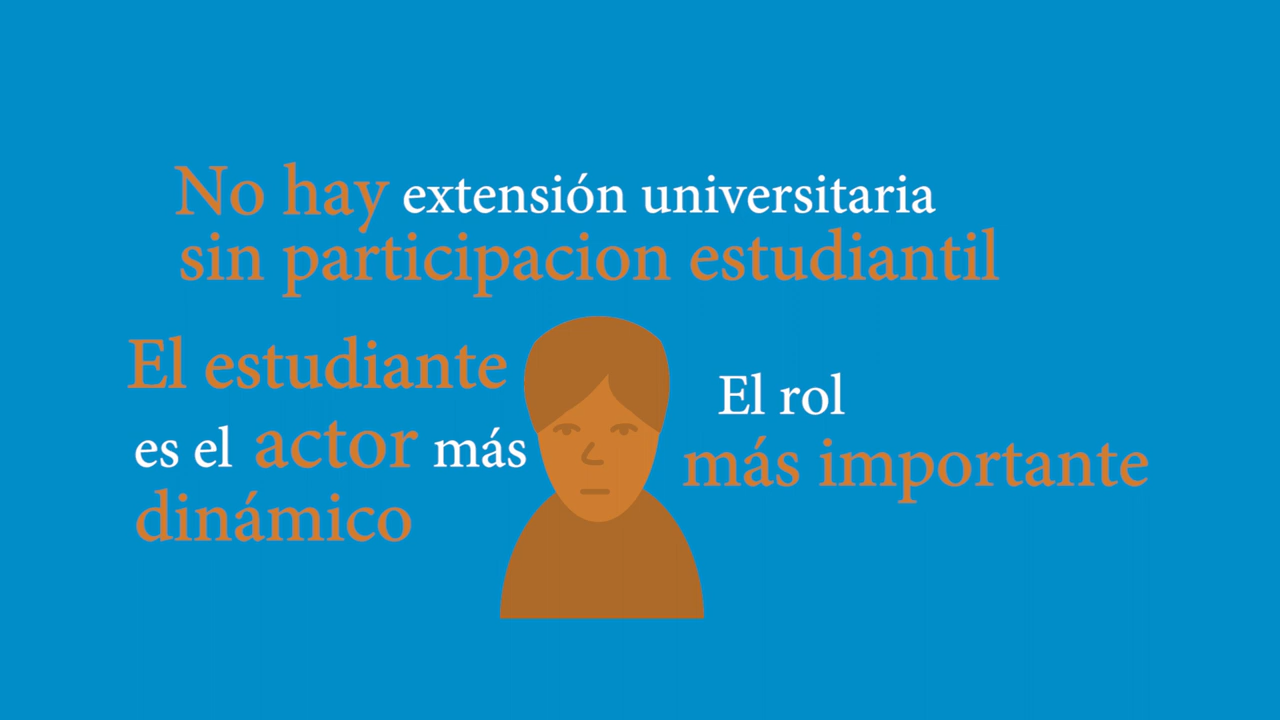 No hay extensión universitaria
sin participacion estudiantil
El estudiante
es el actor más
dinámico
El rol
más importante